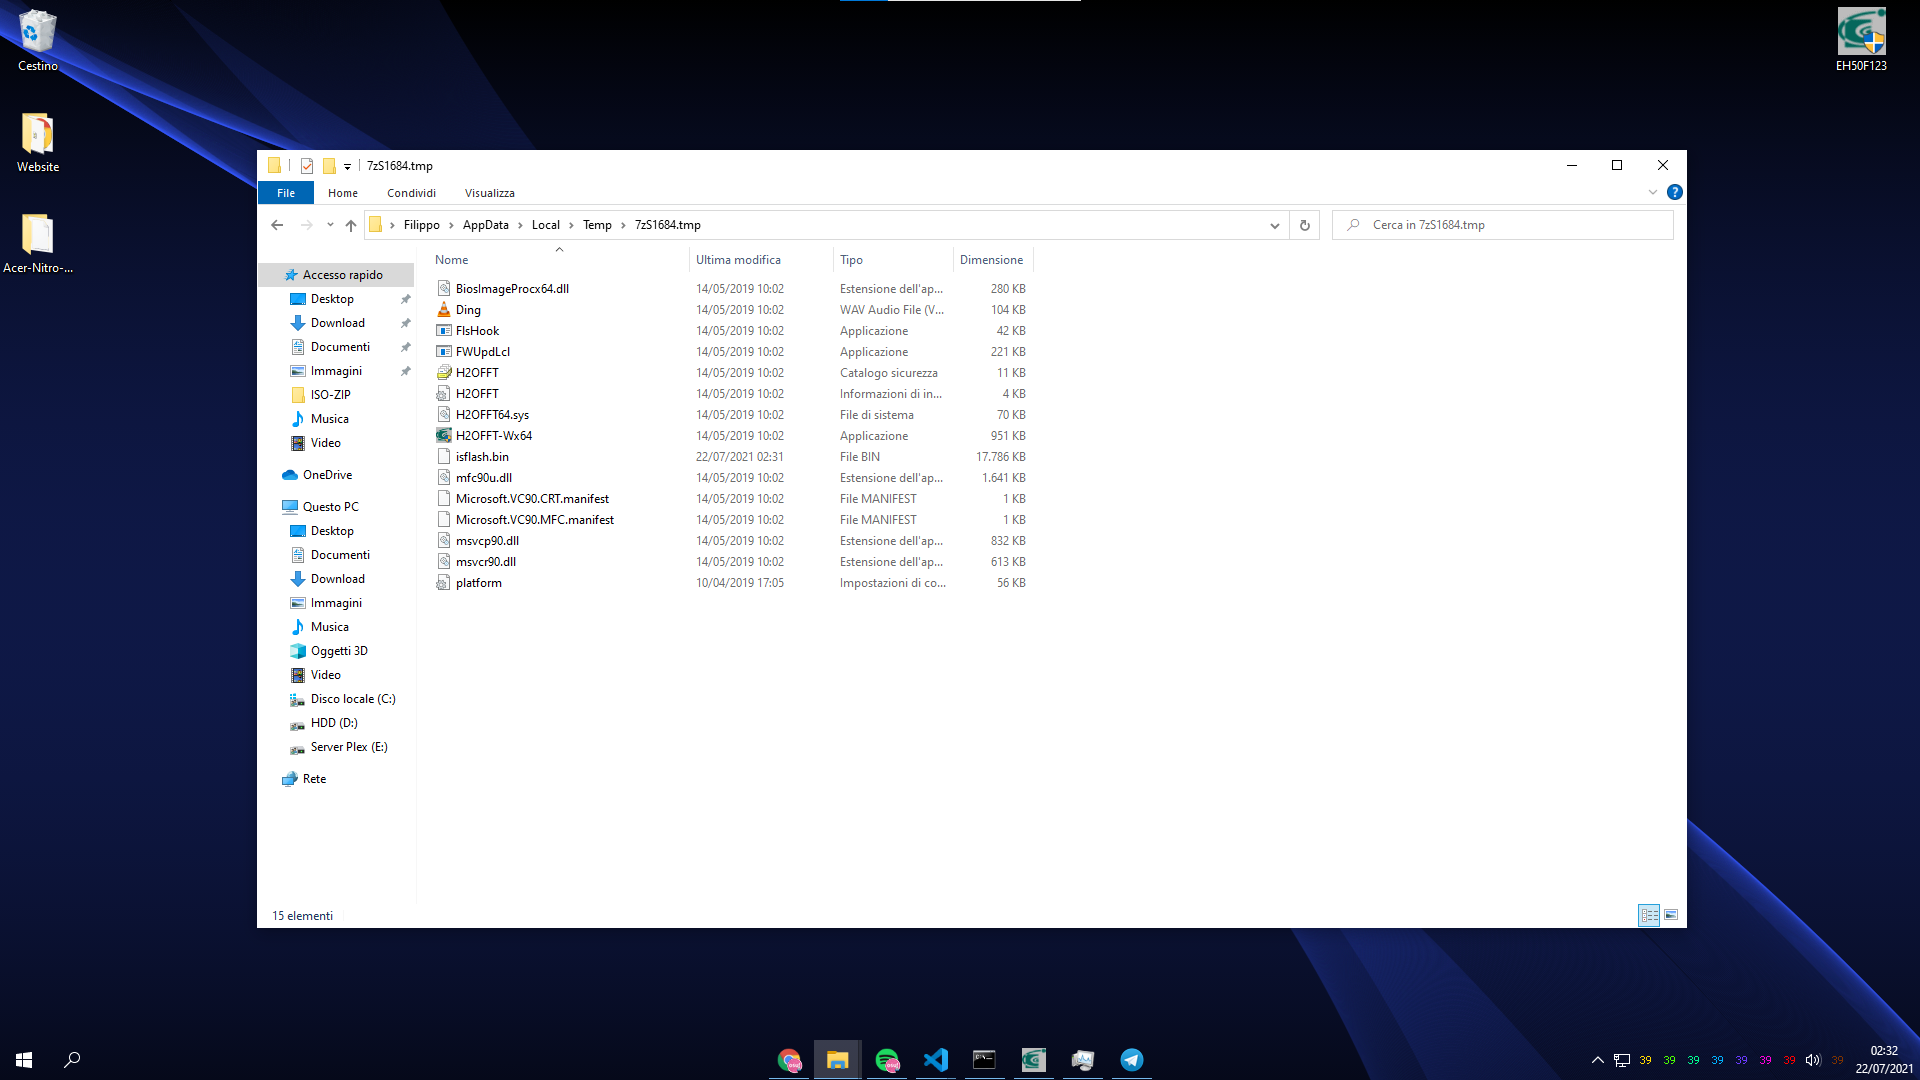 Cestino
Website
Acer-Nitro-...
EH50F123
7zS1684.tmp
File Home Condividi Visualizza
Filippo AppData Local Temp 7zS1684.tmp
Cerca in 7zS1684.tmp
Accesso rapido
Desktop
Download
Documenti
Immagini
ISO-ZIP
Musica
Video
OneDrive
Questo PC
Desktop
Documenti
Download
Immagini
Musica
Oggetti 3D
Video
Disco locale (C:)
HDD (D:)
Server Plex (E:)
Rete
Nome Ultima modifica Tipo Dimensione
BiosImageProcx64.dll 14/05/2019 10:02 Estensione dell'ap... 280 KB
Ding 14/05/2019 10:02 WAV Audio File (V... 104 KB
FlsHook 14/05/2019 10:02 Applicazione 42 KB
FWUpdLcl 14/05/2019 10:02 Applicazione 221 KB
H2OFFT 14/05/2019 10:02 Catalogo sicurezza 11 KB
H2OFFT 14/05/2019 10:02 Informazioni di in... 4 KB
H2OFFT64.sys 14/05/2019 10:02 File di sistema 70 KB
H2OFFT-Wx64 14/05/2019 10:02 Applicazione 951 KB
isflash.bin 22/07/2021 02:31 File BIN 17.786 KB
mfc90u.dll 14/05/2019 10:02 Estensione dell'ap... 1.641 KB
Microsoft.VC90.CRT.manifest 14/05/2019 10:02 File MANIFEST 1 KB
Microsoft.VC90.MFC.manifest 14/05/2019 10:02 File MANIFEST 1 KB
msvcp90.dll 14/05/2019 10:02 Estensione dell'ap... 832 KB
msvcr90.dll 14/05/2019 10:02 Estensione dell'ap... 613 KB
platform 10/04/2019 17:05 Impostazioni di co... 56 KB
15 elementi
39 39 39 39 39 39 39 39
02:32
22/07/2021